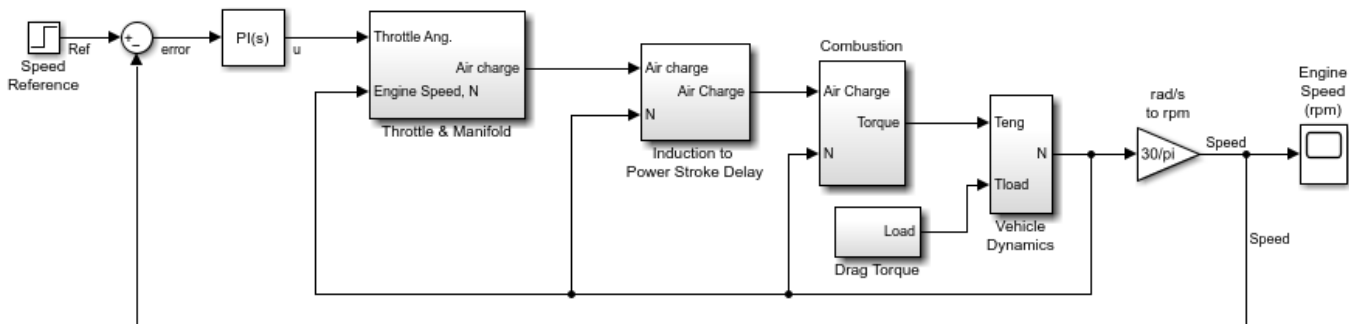 Ref
Speed
Reference
+
−
error
PI(s)
u
Throttle Ang.
Air charge
Engine Speed, N
Throttle & Manifold
Air charge
Air Charge
N
Induction to
Power Stroke Delay
Combustion
Air Charge
Torque
N
Load
Drag Torque
Teng
N
Tload
Vehicle
Dynamics
rad/s
to rpm
30/pi
Speed
Engine
Speed
(rpm)
Speed